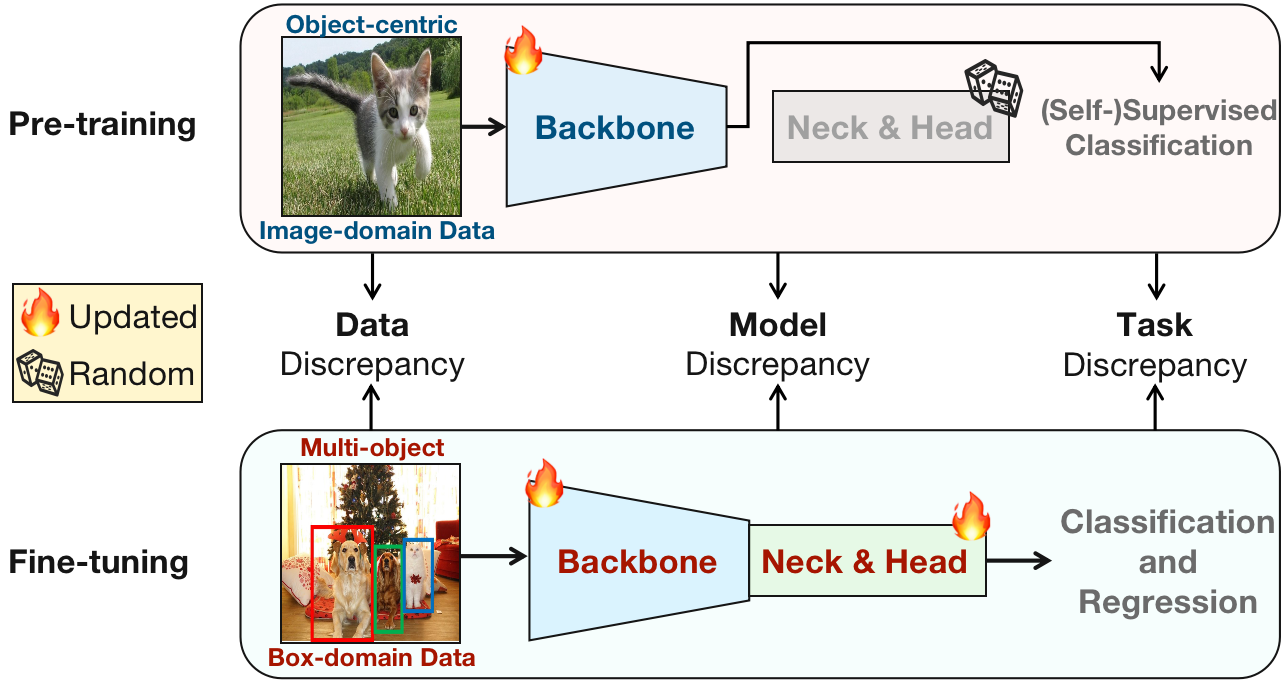 Object-centric
Pre-training
Backbone
Neck & Head
(Self-)Supervised
Classification
Image-domain Data
Updated
Random
Data
Discrepancy
Model
Discrepancy
Task
Discrepancy
Multi-object
Fine-tuning
Backbone
Neck & Head
Classification
and
Regression
Box-domain Data